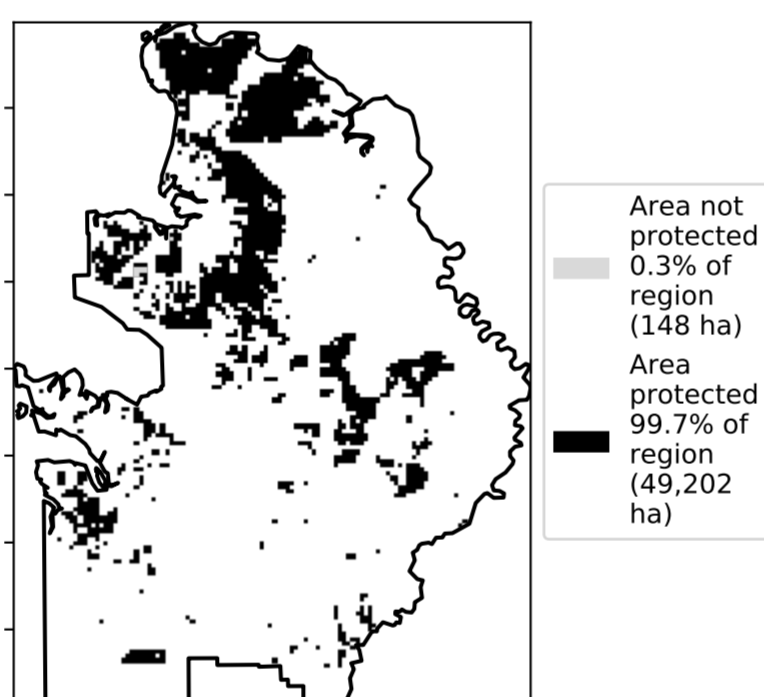 Area not
protected
0.3% of
region
(148 ha)
Area
protected
99.7% of
region
(49,202
ha)